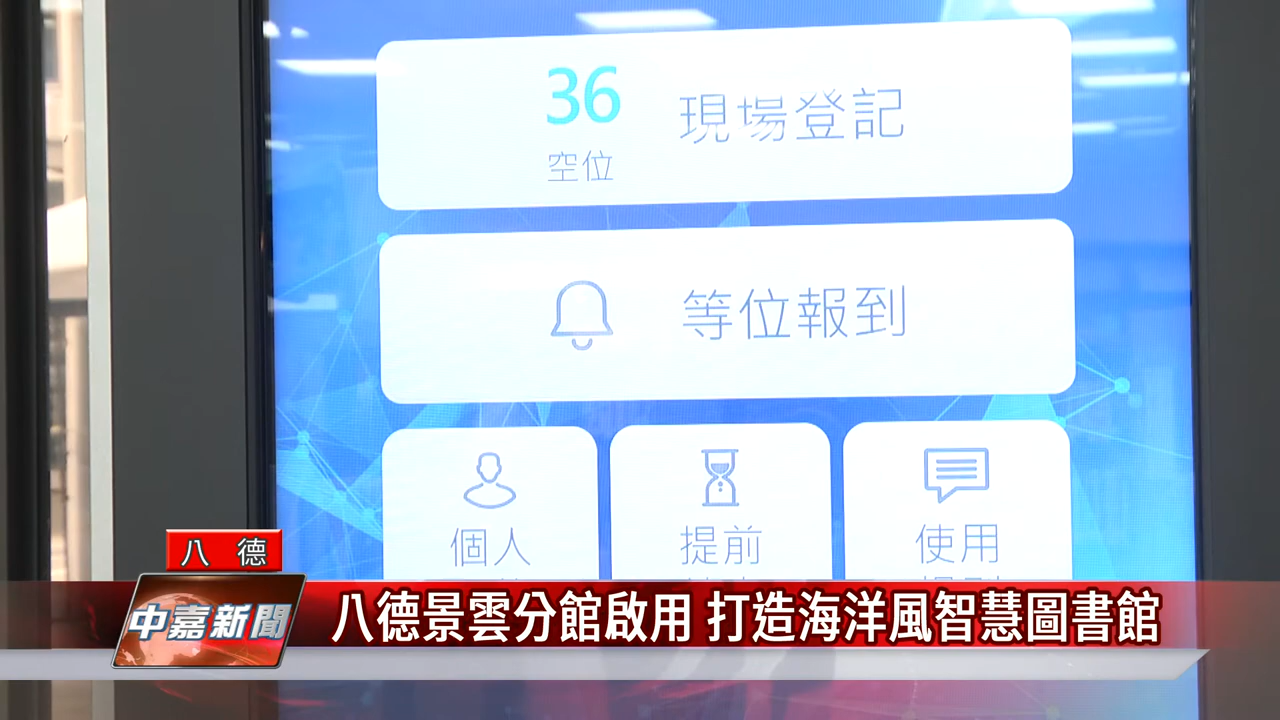 36
空位
現場登記
等位報到
個人
提前
使用
八德
中嘉新聞
八德景雲分館啟用 打造海洋風智慧圖書館